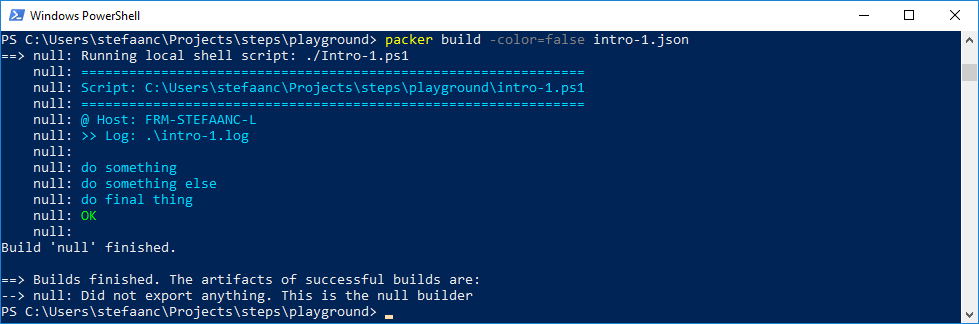 Windows PowerShell
PS C:\Users\stefaanc\Projects\steps\playground> packer build -color=false intro-1.json
==> null: Running local shell script: ./Intro-1.ps1
    null: ===============================================================
    null: Script: C:\Users\stefaanc\Projects\steps\playground\intro-1.ps1
    null: ===============================================================
    null: @ Host: FRM-STEFAANC-L
    null: >> Log: .\intro-1.log
    null:
    null: do something
    null: do something else
    null: do final thing
    null: OK
    null:
Build 'null' finished.

==> Builds finished. The artifacts of successful builds are:
--> null: Did not export anything. This is the null builder
PS C:\Users\stefaanc\Projects\steps\playground>